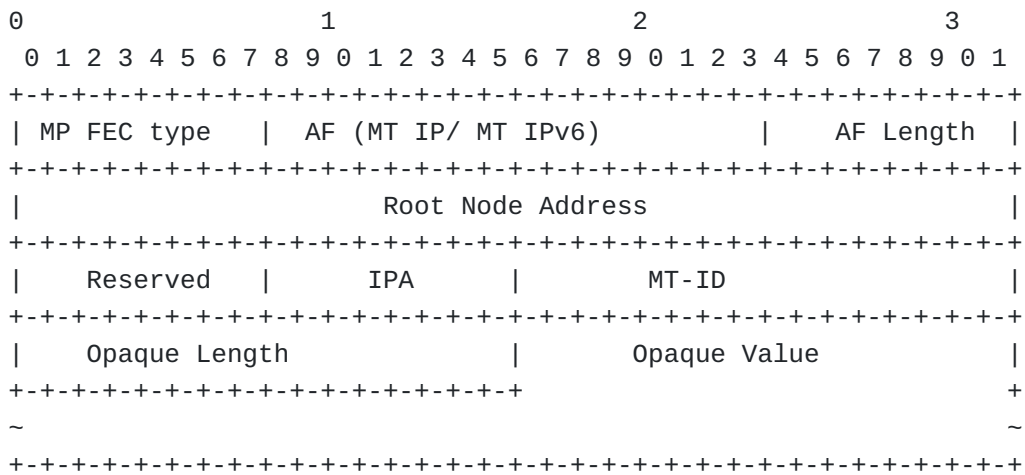 0                   1                   2                   3
 0 1 2 3 4 5 6 7 8 9 0 1 2 3 4 5 6 7 8 9 0 1 2 3 4 5 6 7 8 9 0 1
+-+-+-+-+-+-+-+-+-+-+-+-+-+-+-+-+-+-+-+-+-+-+-+-+-+-+-+-+-+-+-+-+
| MP FEC type   |  AF (MT IP/ MT IPv6)          |    AF Length  |
+-+-+-+-+-+-+-+-+-+-+-+-+-+-+-+-+-+-+-+-+-+-+-+-+-+-+-+-+-+-+-+-+
|                       Root Node Address                       |
+-+-+-+-+-+-+-+-+-+-+-+-+-+-+-+-+-+-+-+-+-+-+-+-+-+-+-+-+-+-+-+-+
|    Reserved   |      IPA      |        MT-ID                  |
+-+-+-+-+-+-+-+-+-+-+-+-+-+-+-+-+-+-+-+-+-+-+-+-+-+-+-+-+-+-+-+-+
|    Opaque Length              |       Opaque Value            |
+-+-+-+-+-+-+-+-+-+-+-+-+-+-+-+-+                               +
~                                                               ~
+-+-+-+-+-+-+-+-+-+-+-+-+-+-+-+-+-+-+-+-+-+-+-+-+-+-+-+-+-+-+-+-+